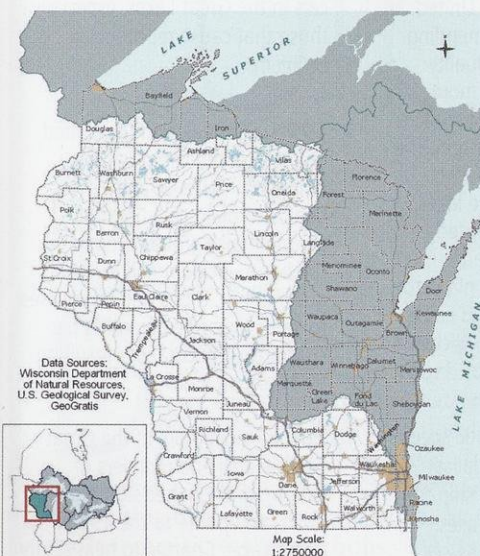 LAKE
SUPERIOR
Bayfield
Douglas
Iron
Ashland
Vilas
Burnett
Washburn
Sawyer
Price
Oneida
Florence
Forest
Marinette
Polk
Barron
Rusk
Lincoln
Langlade
Taylor
St Croix
Dunn
Chippewa
Marathon
Menominee
Oconto
Door
Shawano
Pierce
Pepin
Eau Claire
Clark
Kewaunee
Buffalo
Trempealeau
Wood
Portage
Waupaca
Outagamie
Brown
Jackson
Adams
Waushara
Winnebago
Calumet
Manitowoc
LAKE MICHIGAN
Data Sources:
Wisconsin Department
of Natural Resources,
U.S. Geological Survey,
GeoGratis
La Crosse
Monroe
Juneau
Marquette
Green
Lake
Fond
du Lac
Sheboygan
Vernon
Richland
Sauk
Columbia
Dodge
Washington
Ozaukee
Crawford
Iowa
Dane
Jefferson
Waukesha
Milwaukee
Grant
Lafayette
Green
Rock
Walworth
Racine
Kenosha
Map Scale:
1:2750000